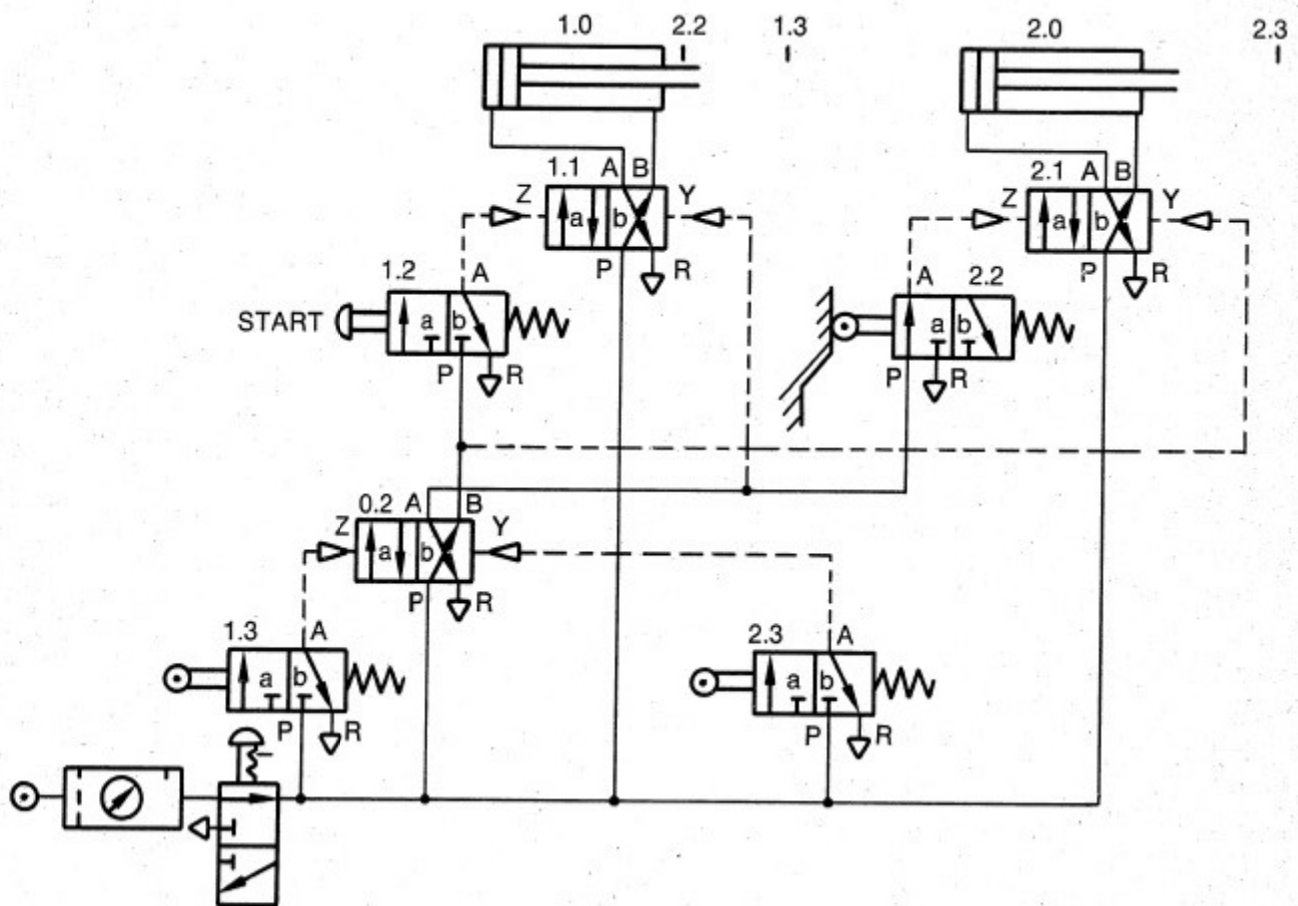 1.0 2.2 1.3 2.0 2.3
1.1 A B 2.1 A B
Z a b Y Z a b Y
P R P R
1.2 A A 2.2
START a b a b
P R P R
0.2 A B
Z a b Y
P R
1.3 A 2.3 A
a b a b
P R P R